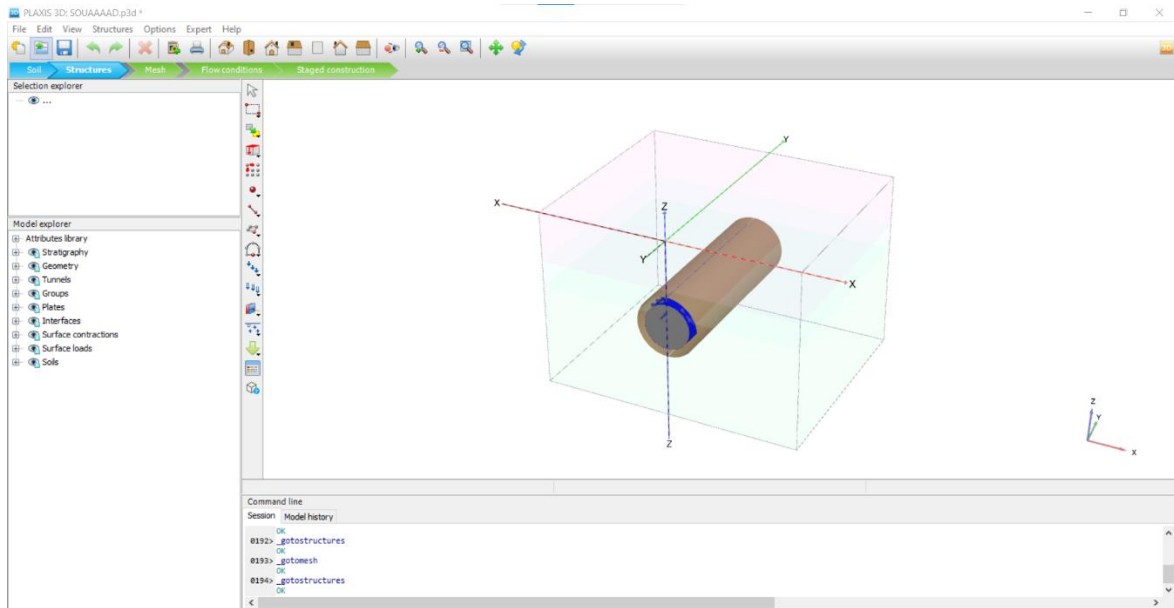 PLAXIS 3D: SOUAAAAD.p3d *
File Edit View Structures Options Expert Help
Soil Structures Mesh Flow conditions Staged construction
Selection explorer
...
Model explorer
Attributes library
Stratigraphy
Geometry
Tunnels
Groups
Plates
Interfaces
Surface contractions
Surface loads
Soils
Y
X
Z
Y
X
Z
Z
Y
X
Command line
Session Model history
OK
0192> _gotostructures
OK
0193> _gotomesh
OK
0194> _gotostructures
OK